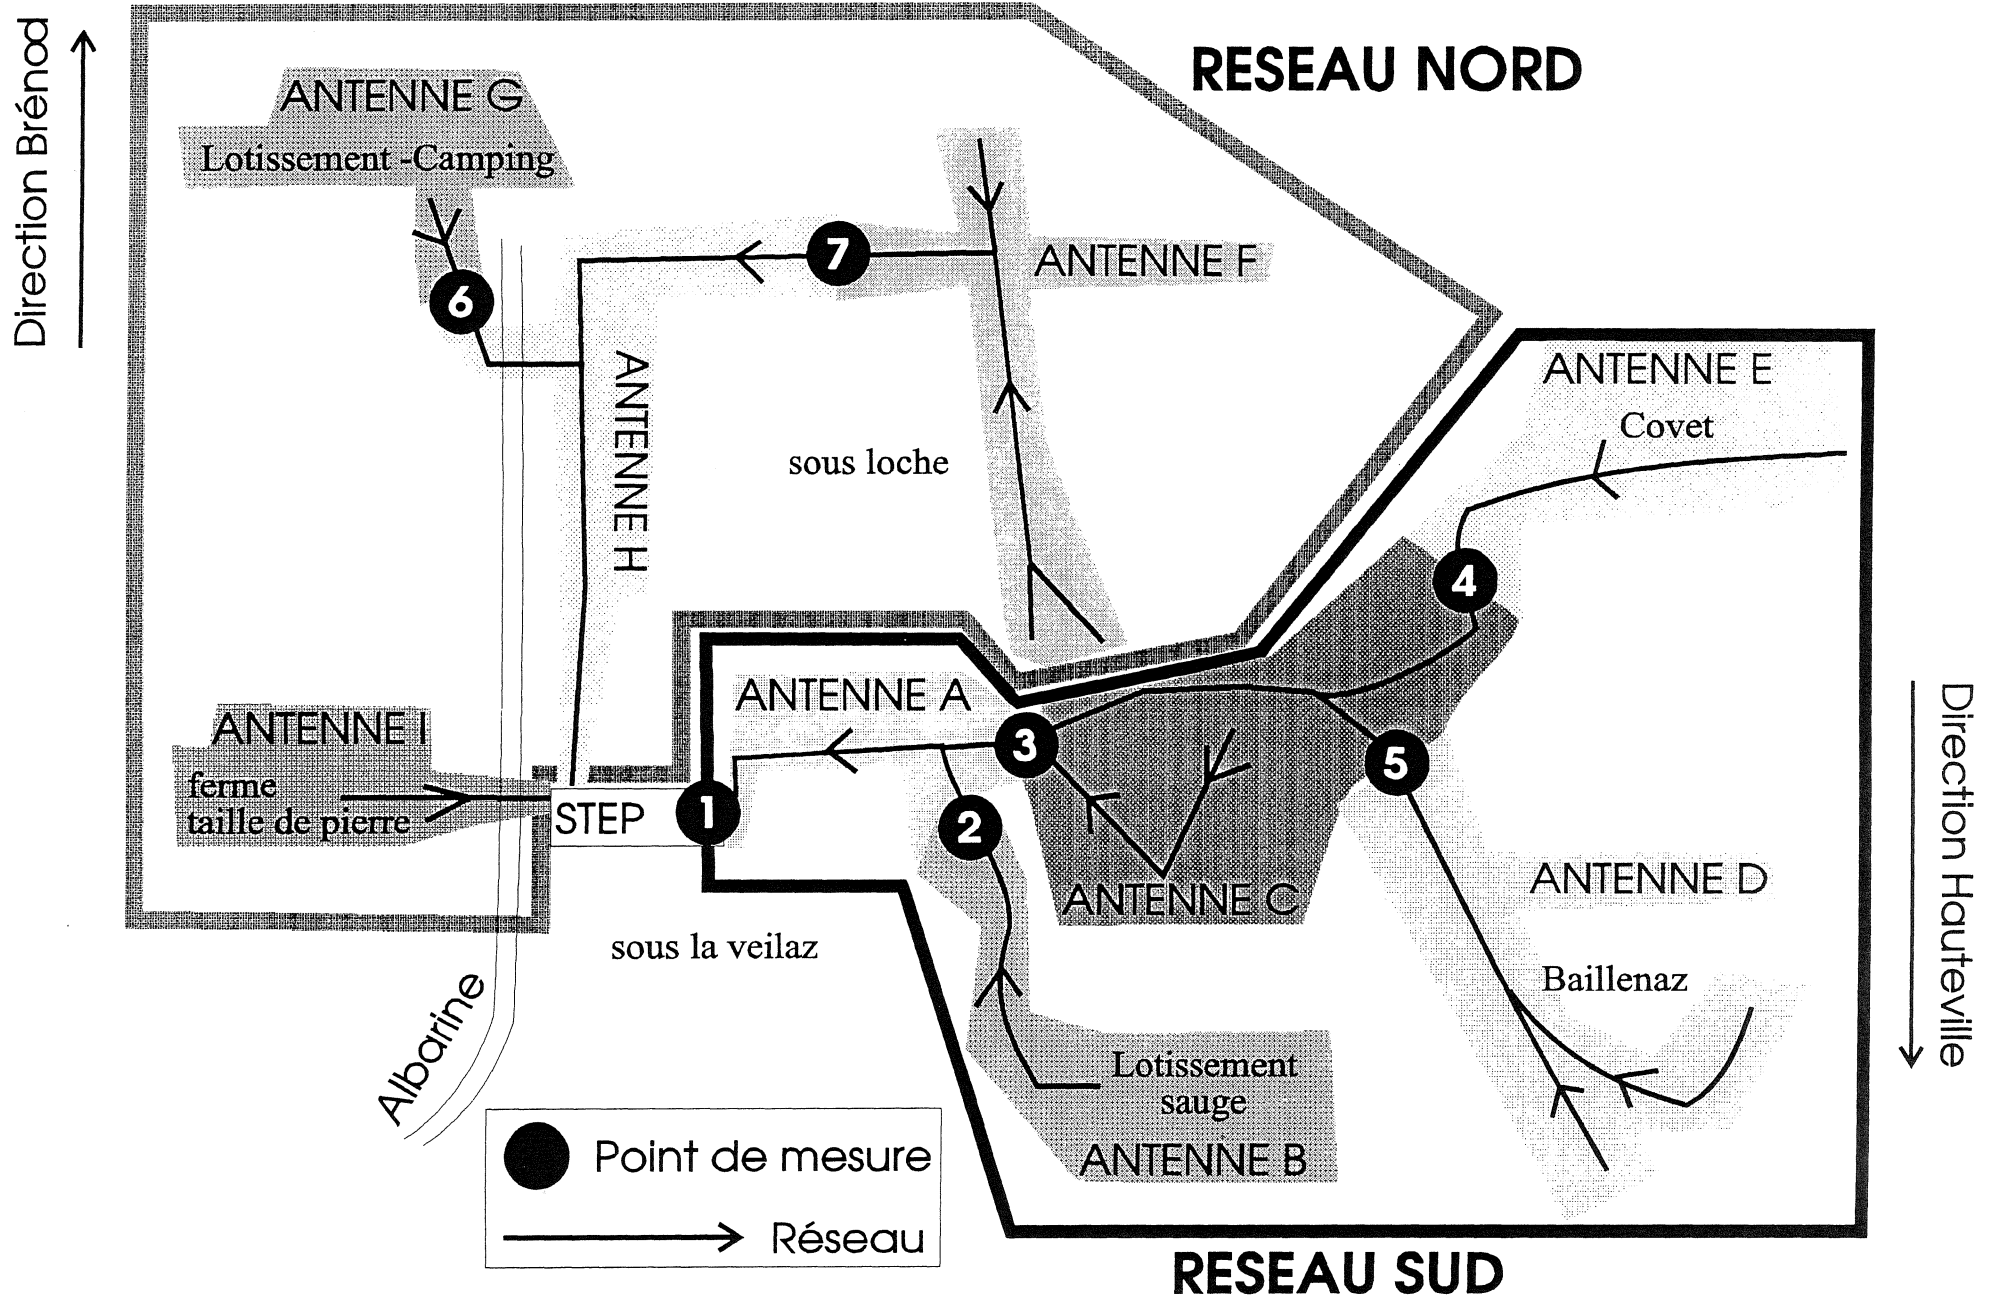 RESEAU NORD
Direction Brénod
ANTENNE G
Lotissement -Camping
7
ANTENNE F
6
ANTENNE H
sous loche
ANTENNE E
Covet
4
ANTENNE A
3
5
ANTENNE I
ferme
taille de pierre
STEP
1
2
ANTENNE C
ANTENNE D
Direction Hauteville
sous la veilaz
Baillenaz
Albarine
Lotissement
sauge
ANTENNE B
Point de mesure
Réseau
RESEAU SUD